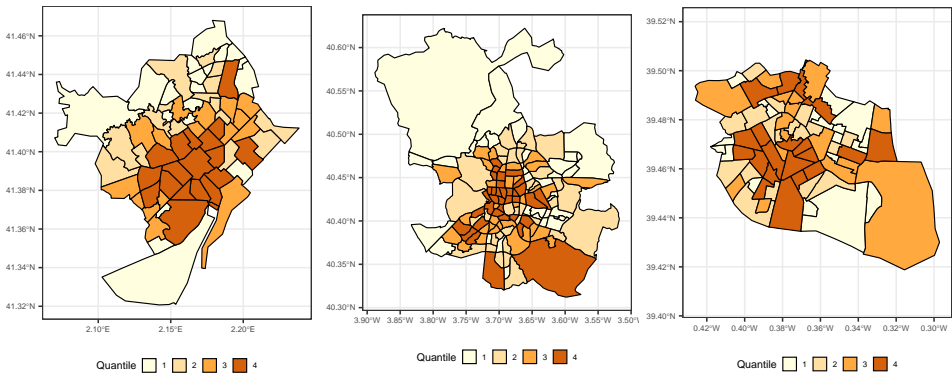 41.46°N
41.44°N
41.42°N
41.40°N
41.38°N
41.36°N
41.34°N
41.32°N
2.10°E 2.15°E 2.20°E
Quantile 1 2 3 4
40.60°N
40.55°N
40.50°N
40.45°N
40.40°N
40.35°N
40.30°N
3.90°W 3.85°W 3.80°W 3.75°W 3.70°W 3.65°W 3.60°W 3.55°W 3.50°W
Quantile 1 2 3 4
39.52°N
39.50°N
39.48°N
39.46°N
39.44°N
39.42°N
39.40°N
0.42°W 0.40°W 0.38°W 0.36°W 0.34°W 0.32°W 0.30°W
Quantile 1 2 3 4